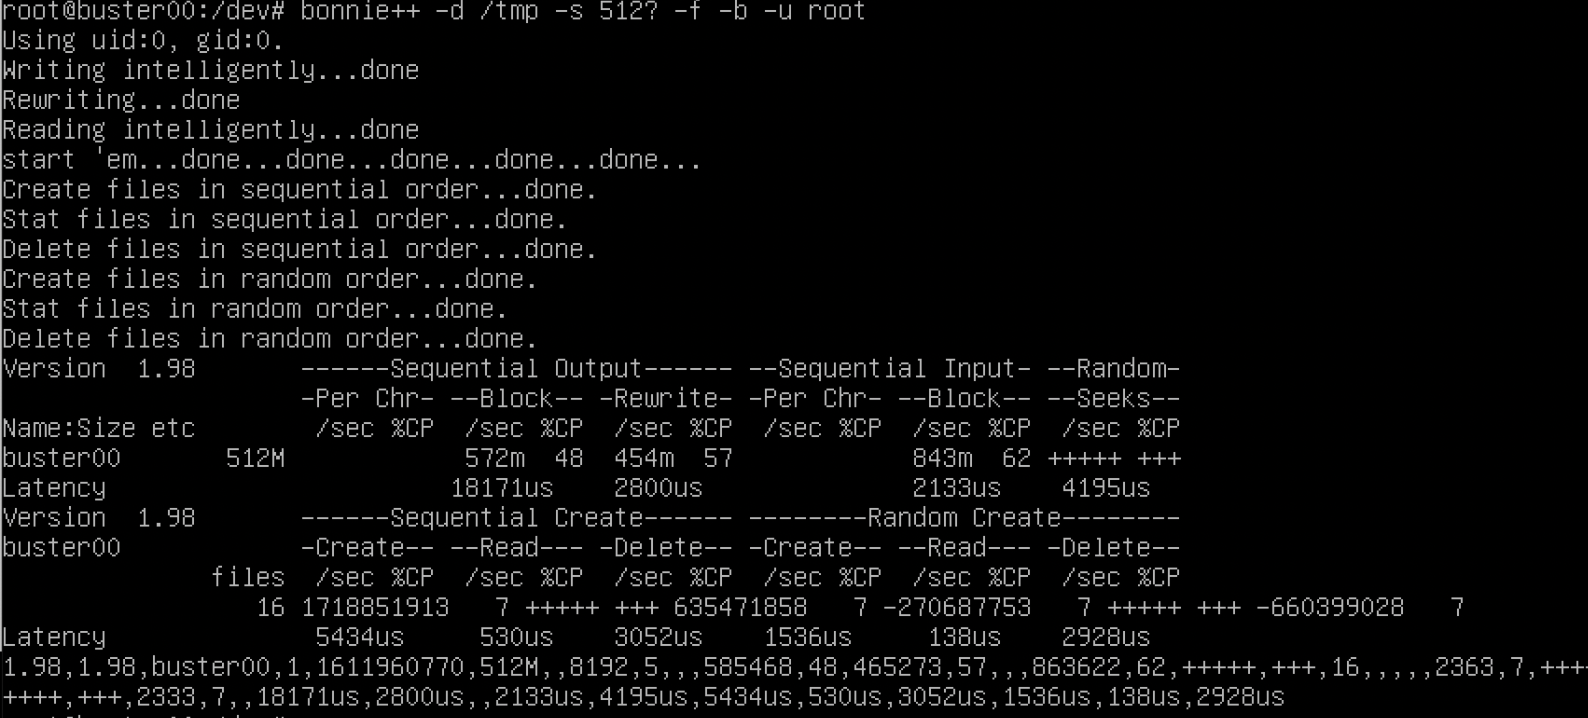 root@buster00:/dev# bonnie++ -d /tmp -s 512? -f -b -u root
Using uid:0, gid:0.
Writing intelligently...done
Rewriting...done
Reading intelligently...done
start 'em...done...done...done...done...done...
Create files in sequential order...done.
Stat files in sequential order...done.
Delete files in sequential order...done.
Create files in random order...done.
Stat files in random order...done.
Delete files in random order...done.
Version  1.98       ------Sequential Output------ --Sequential Input- --Random-
                    -Per Chr- --Block-- -Rewrite- -Per Chr- --Block-- --Seeks--
Name:Size etc        /sec %CP  /sec %CP  /sec %CP  /sec %CP  /sec %CP  /sec %CP
buster00       512M            572m  48  454m  57            843m  62 +++++ +++
Latency                       18171us    2800us              2133us    4195us
Version  1.98       ------Sequential Create------ --------Random Create--------
buster00            -Create-- --Read--- -Delete-- -Create-- --Read--- -Delete--
              files  /sec %CP  /sec %CP  /sec %CP  /sec %CP  /sec %CP  /sec %CP
                 16 1718851913   7 +++++ +++ 635471858   7 -270687753   7 +++++ +++ -660399028   7
Latency              5434us     530us    3052us    1536us     138us    2928us
1.98,1.98,buster00,1,1611960770,512M,,8192,5,,,585468,48,465273,57,,,863622,62,+++++,+++,16,,,,,2363,7,+++
++++,+++,2333,7,,18171us,2800us,,2133us,4195us,5434us,530us,3052us,1536us,138us,2928us